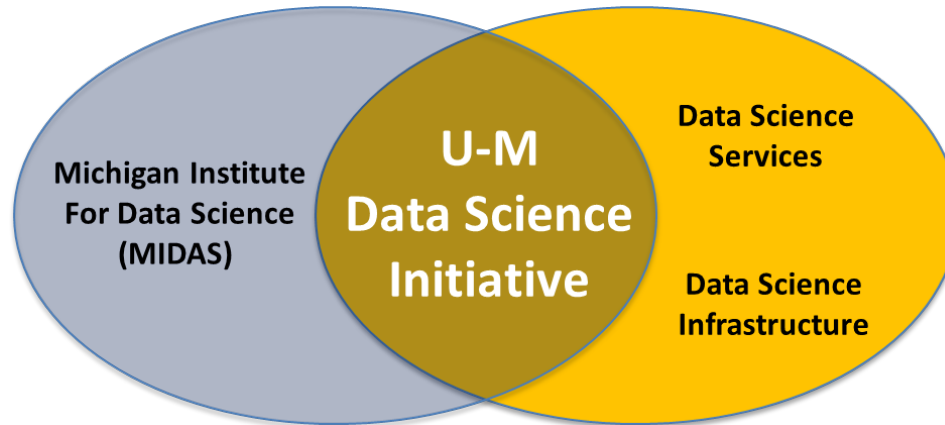 Michigan Institute
For Data Science
(MIDAS)
U-M
Data Science
Initiative
Data Science
Services
Data Science
Infrastructure